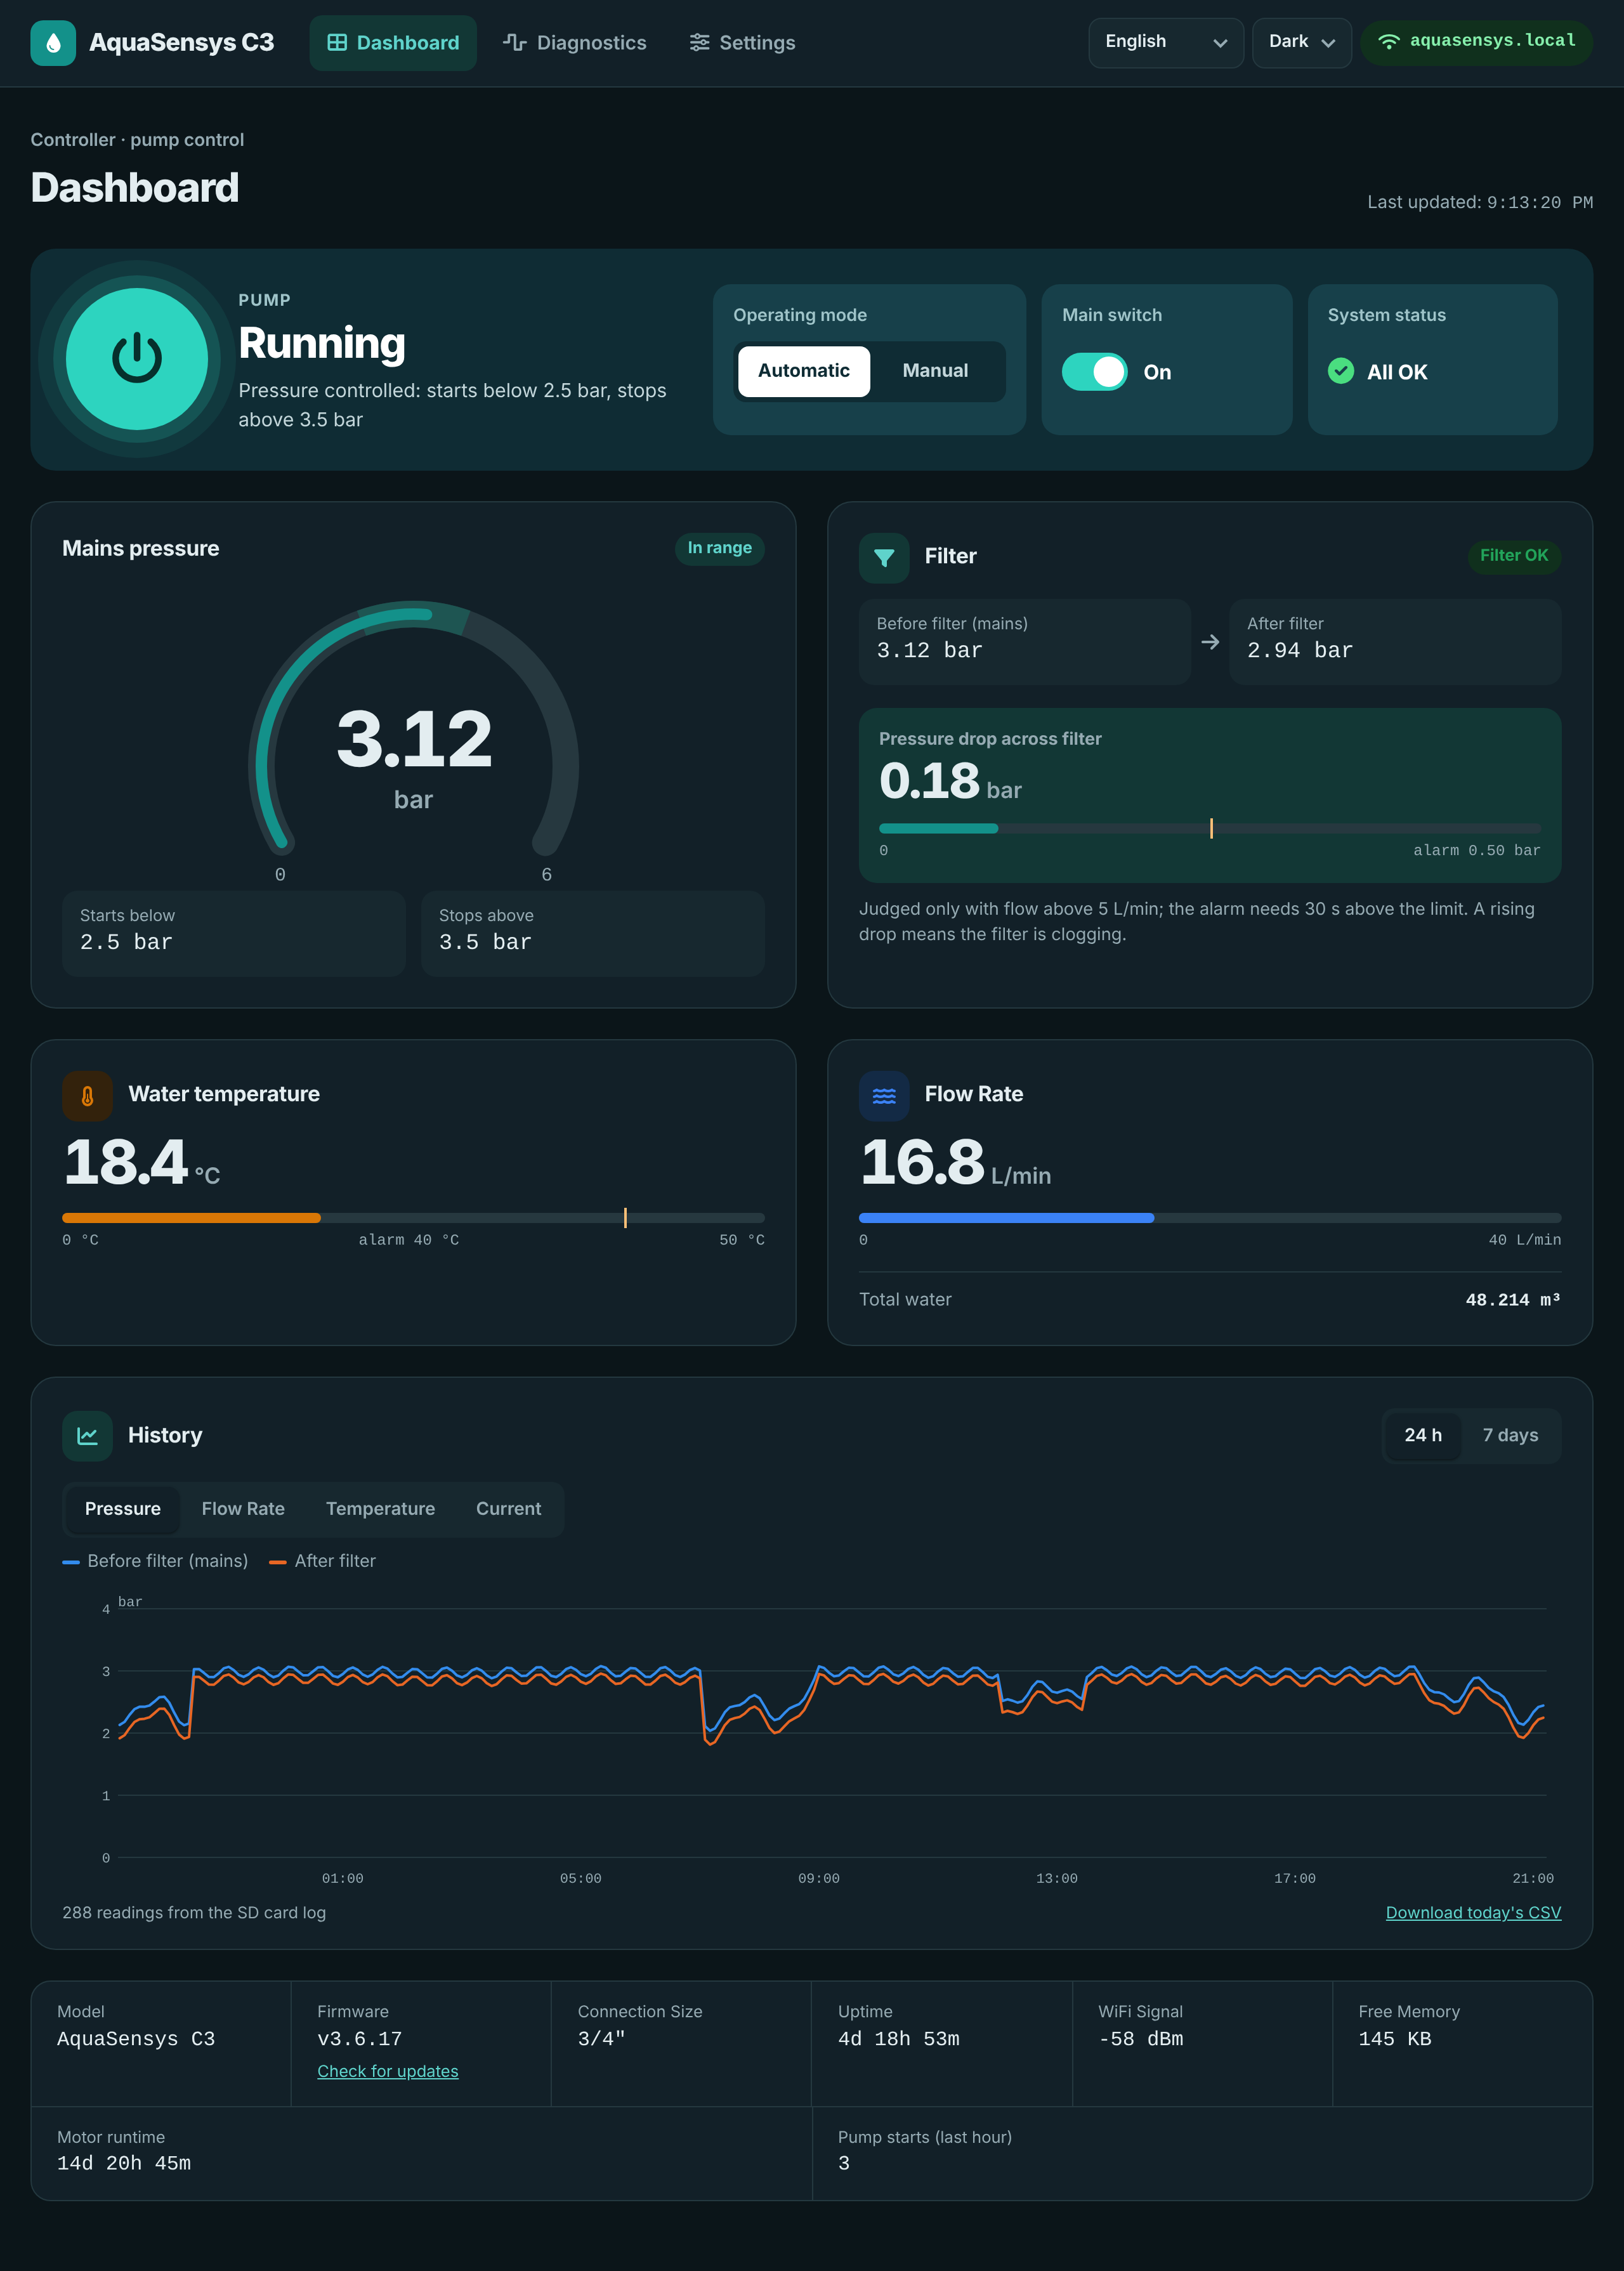 AquaSensys C3
Dashboard
Diagnostics
Settings
English
Dark
aquasensys.local
Controller · pump control
Dashboard
Last updated: 9:13:20 PM
PUMP
Running
Pressure controlled: starts below 2.5 bar, stops
above 3.5 bar
Operating mode
Automatic
Manual
Main switch
On
System status
All OK
Mains pressure
In range
3.12
bar
0
6
Starts below
2.5 bar
Stops above
3.5 bar
Filter
Filter OK
Before filter (mains)
3.12 bar
After filter
2.94 bar
Pressure drop across filter
0.18 bar
0
alarm 0.50 bar
Judged only with flow above 5 L/min; the alarm needs 30 s above the limit. A rising
drop means the filter is clogging.
Water temperature
18.4 °C
0 °C
alarm 40 °C
50 °C
Flow Rate
16.8 L/min
0
40 L/min
Total water
48.214 m³
History
24 h
7 days
Pressure
Flow Rate
Temperature
Current
Before filter (mains)
After filter
bar
4
3
2
1
0
01:00
05:00
09:00
13:00
17:00
21:00
288 readings from the SD card log
Download today's CSV
Model
AquaSensys C3
Firmware
v3.6.17
Check for updates
Connection Size
3/4"
Uptime
4d 18h 53m
WiFi Signal
-58 dBm
Free Memory
145 KB
Motor runtime
14d 20h 45m
Pump starts (last hour)
3